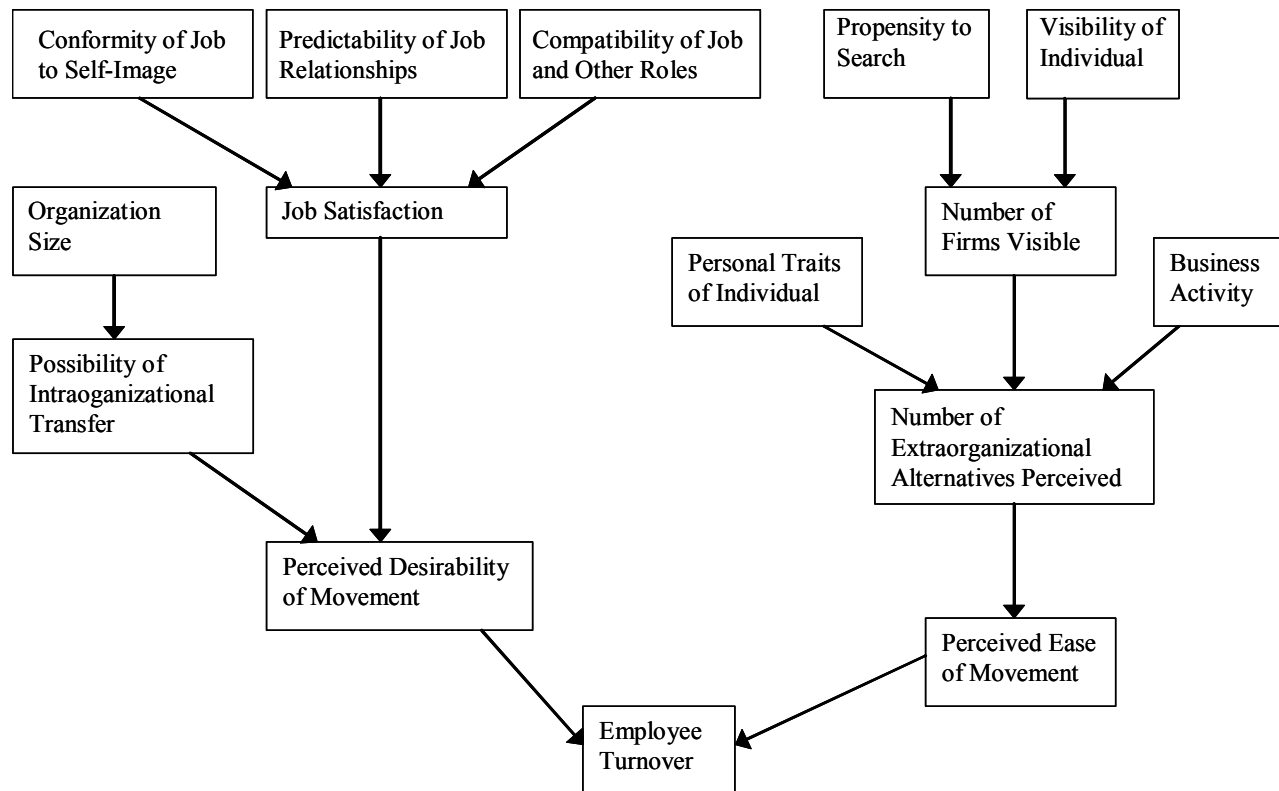 Conformity of Job
to Self-Image
Predictability of Job
Relationships
Compatibility of Job
and Other Roles
Propensity to
Search
Visibility of
Individual
Organization
Size
Job Satisfaction
Number of
Firms Visible
Personal Traits
of Individual
Business
Activity
Possibility of
Intraoganizational
Transfer
Number of
Extraorganizational
Alternatives Perceived
Perceived Desirability
of Movement
Perceived Ease
of Movement
Employee
Turnover